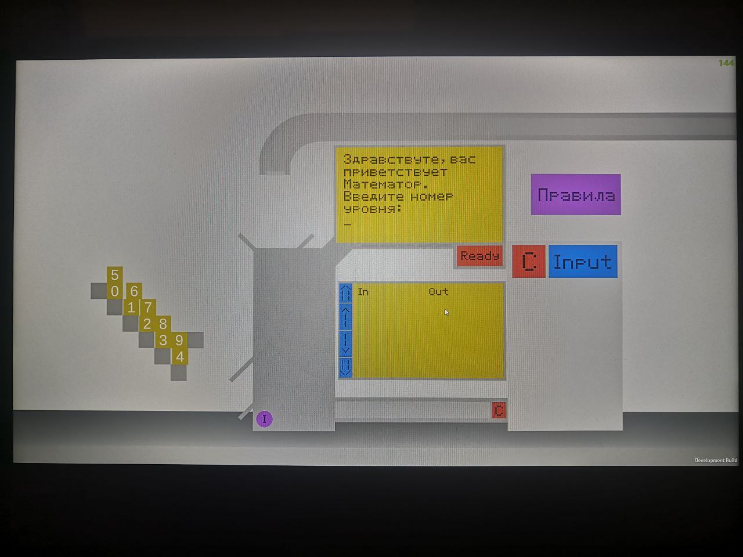 144
Здравствуте, вас
приветствует
Математор.
Введите номер
уровня:
_
Правила
Ready
C
Input
In Out
5
0 6
1 7
2 8
3 9
4
I
C
Development Build